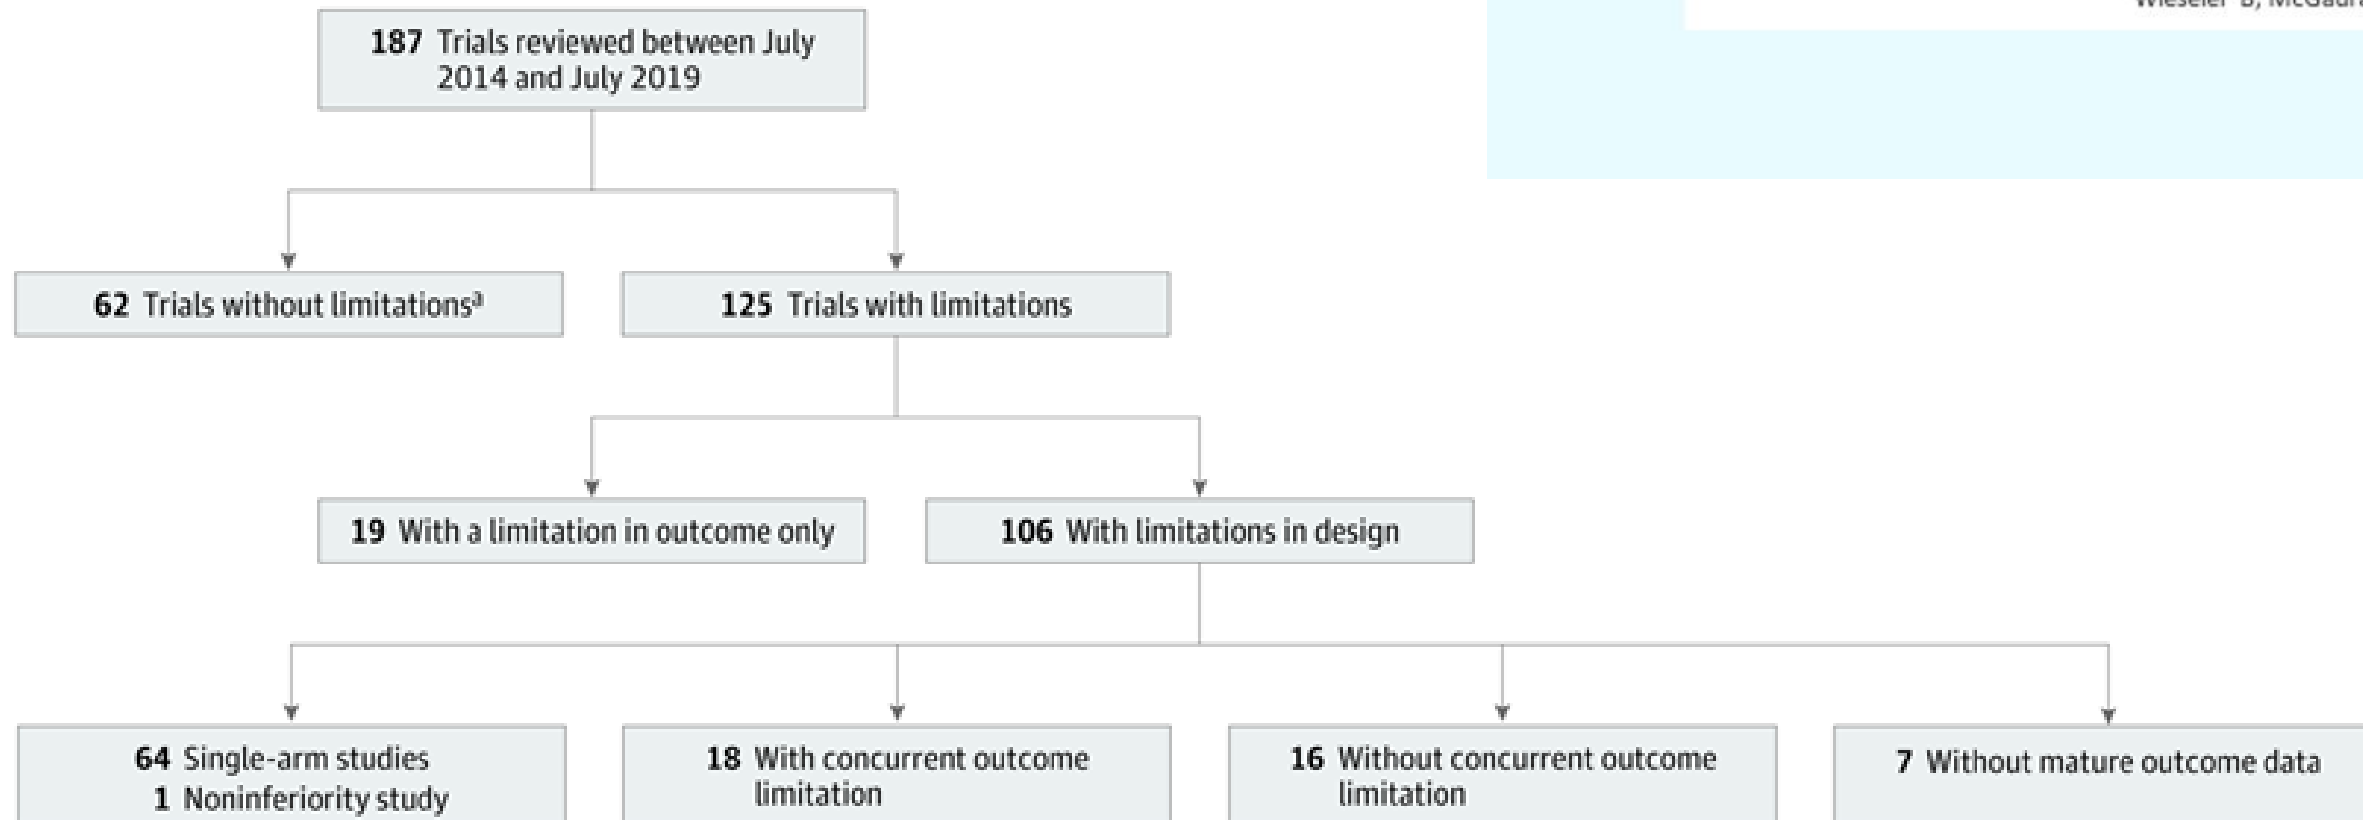 187 Trials reviewed between July
2014 and July 2019
62 Trials without limitationsᵃ
125 Trials with limitations
19 With a limitation in outcome only
106 With limitations in design
64 Single-arm studies
1 Noninferiority study
18 With concurrent outcome
limitation
16 Without concurrent outcome
limitation
7 Without mature outcome data